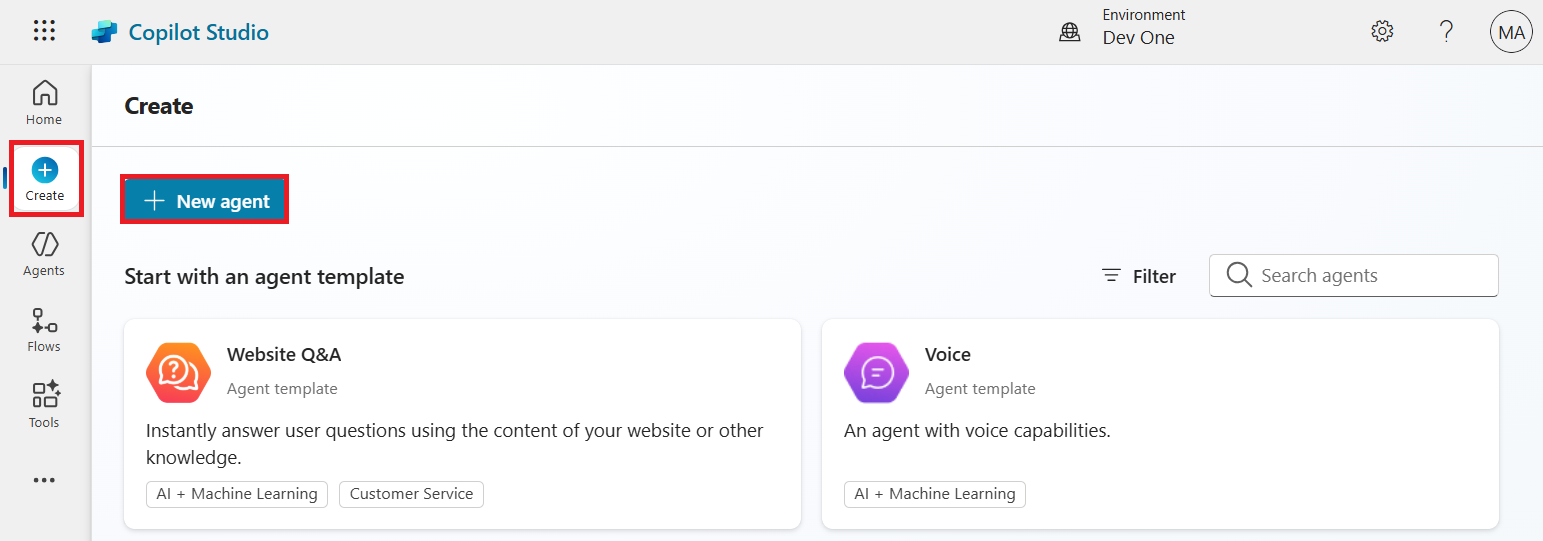 Copilot Studio
Environment
Dev One
MA
Home
Create
Agents
Flows
Tools
Create
New agent
Start with an agent template
Filter
Search agents
Website Q&A
Agent template
Instantly answer user questions using the content of your website or other
knowledge.
AI + Machine Learning
Customer Service
Voice
Agent template
An agent with voice capabilities.
AI + Machine Learning